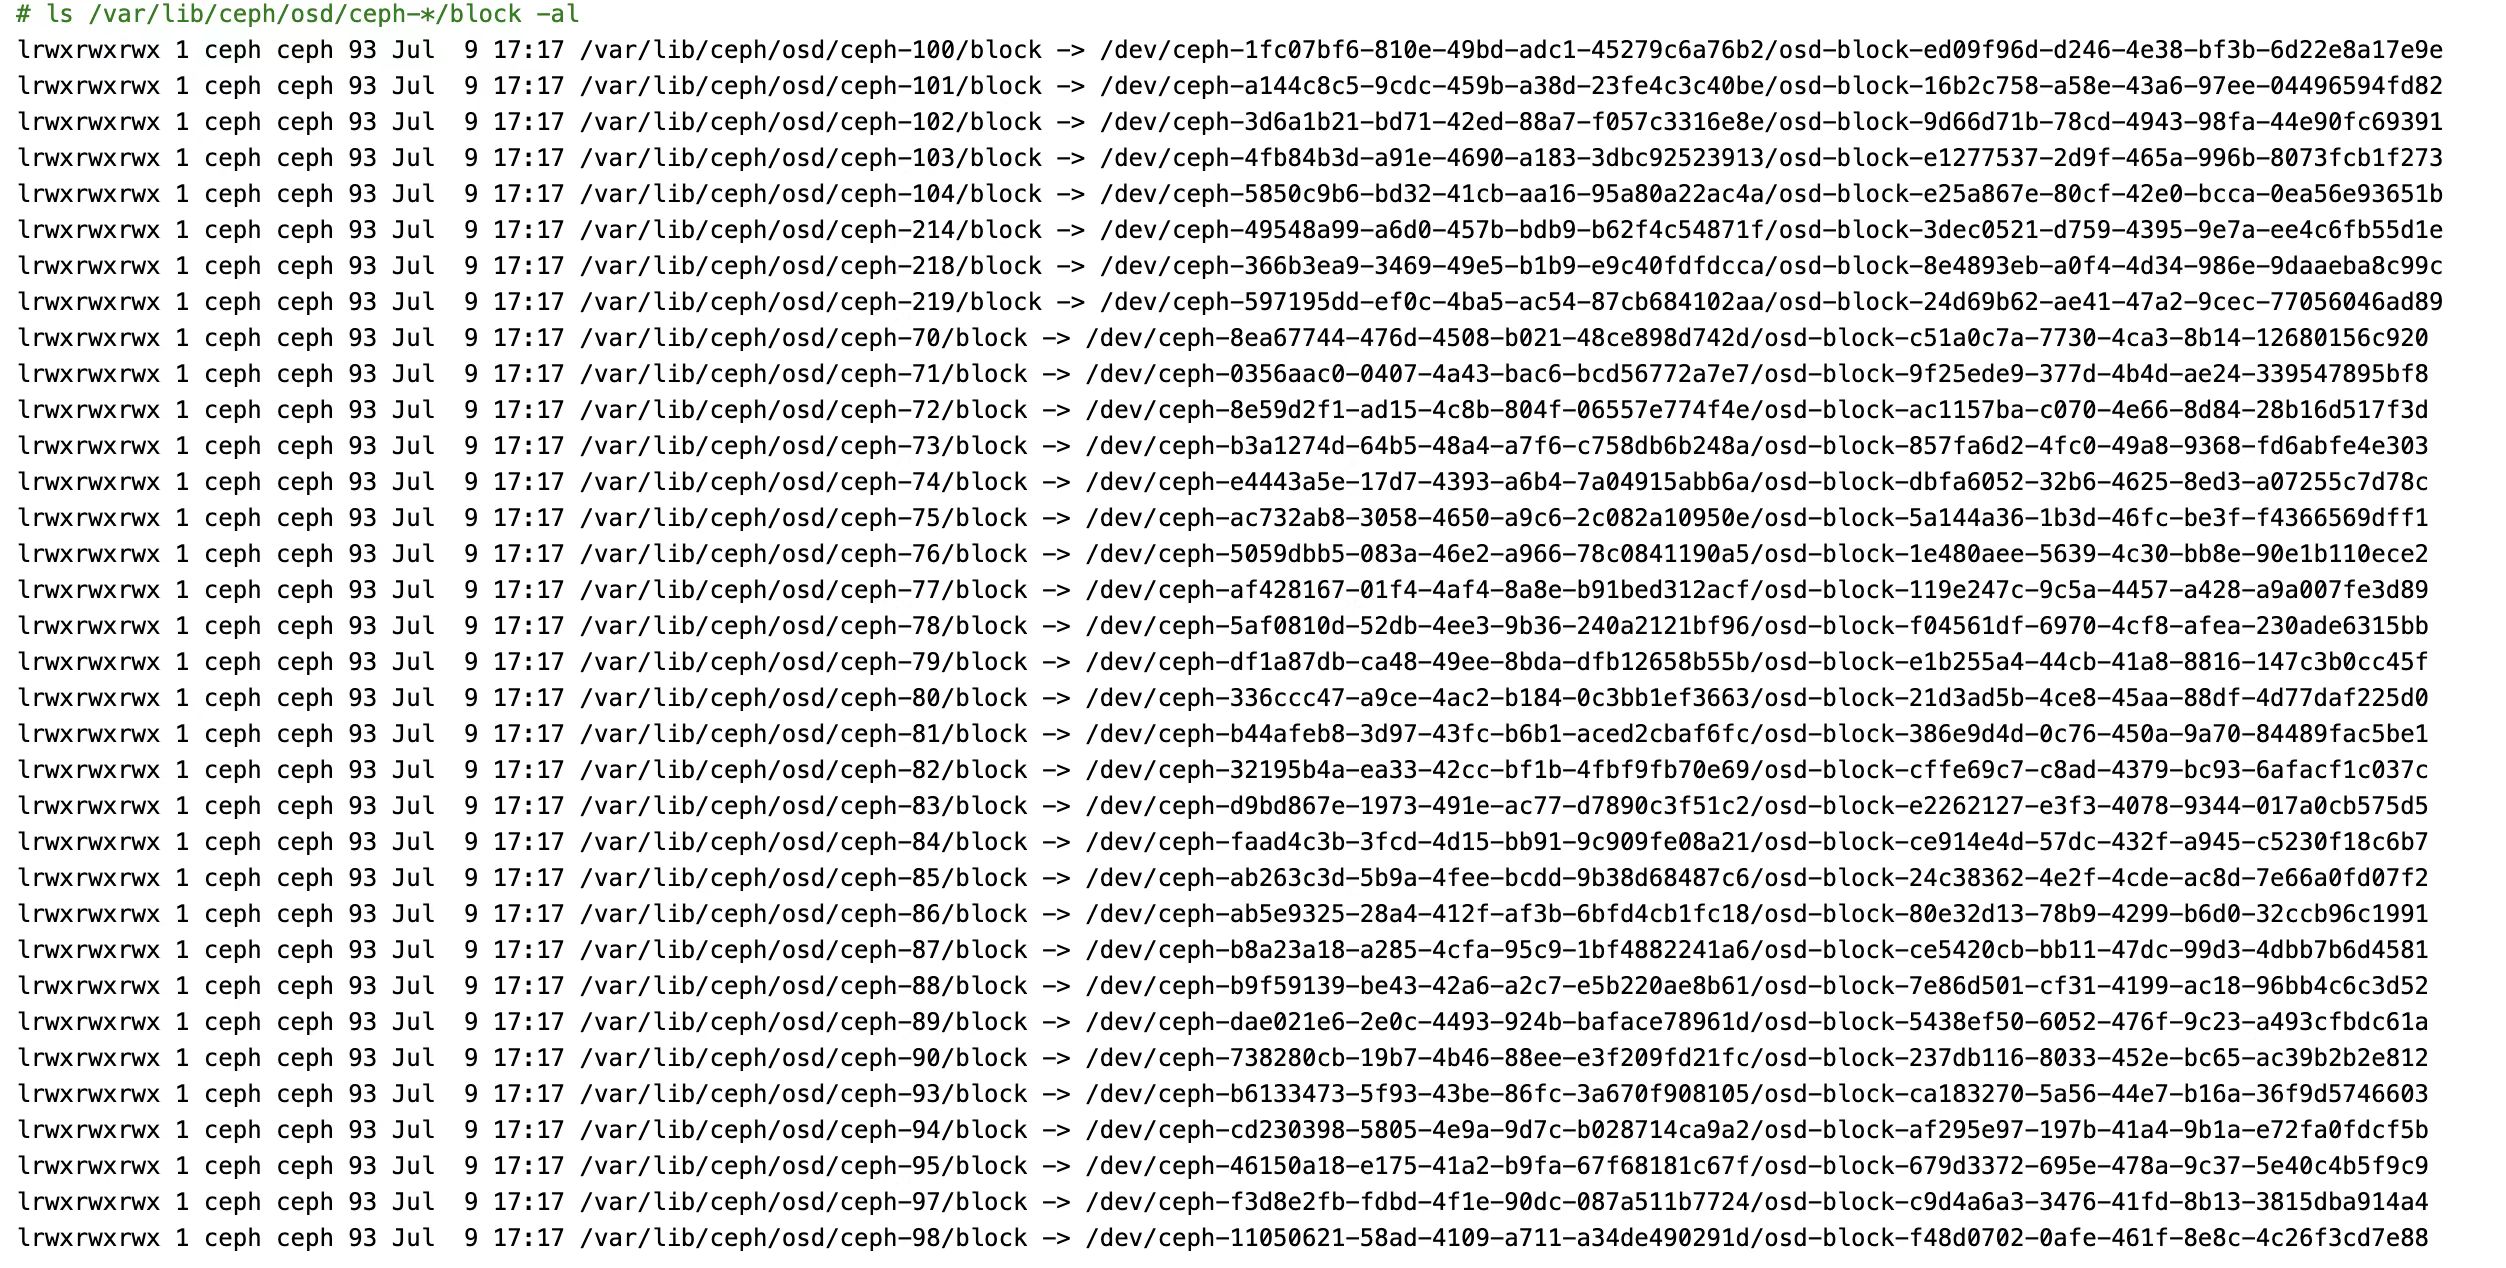 # ls /var/lib/ceph/osd/ceph-*/block -al
lrwxrwxrwx 1 ceph ceph 93 Jul  9 17:17 /var/lib/ceph/osd/ceph-100/block -> /dev/ceph-1fc07bf6-810e-49bd-adc1-45279c6a76b2/osd-block-ed09f96d-d246-4e38-bf3b-6d22e8a17e9e
lrwxrwxrwx 1 ceph ceph 93 Jul  9 17:17 /var/lib/ceph/osd/ceph-101/block -> /dev/ceph-a144c8c5-9cdc-459b-a38d-23fe4c3c40be/osd-block-16b2c758-a58e-43a6-97ee-04496594fd82
lrwxrwxrwx 1 ceph ceph 93 Jul  9 17:17 /var/lib/ceph/osd/ceph-102/block -> /dev/ceph-3d6a1b21-bd71-42ed-88a7-f057c3316e8e/osd-block-9d66d71b-78cd-4943-98fa-44e90fc69391
lrwxrwxrwx 1 ceph ceph 93 Jul  9 17:17 /var/lib/ceph/osd/ceph-103/block -> /dev/ceph-4fb84b3d-a91e-4690-a183-3dbc92523913/osd-block-e1277537-2d9f-465a-996b-8073fcb1f273
lrwxrwxrwx 1 ceph ceph 93 Jul  9 17:17 /var/lib/ceph/osd/ceph-104/block -> /dev/ceph-5850c9b6-bd32-41cb-aa16-95a80a22ac4a/osd-block-e25a867e-80cf-42e0-bcca-0ea56e93651b
lrwxrwxrwx 1 ceph ceph 93 Jul  9 17:17 /var/lib/ceph/osd/ceph-214/block -> /dev/ceph-49548a99-a6d0-457b-bdb9-b62f4c54871f/osd-block-3dec0521-d759-4395-9e7a-ee4c6fb55d1e
lrwxrwxrwx 1 ceph ceph 93 Jul  9 17:17 /var/lib/ceph/osd/ceph-218/block -> /dev/ceph-366b3ea9-3469-49e5-b1b9-e9c40fdfdcca/osd-block-8e4893eb-a0f4-4d34-986e-9daaeba8c99c
lrwxrwxrwx 1 ceph ceph 93 Jul  9 17:17 /var/lib/ceph/osd/ceph-219/block -> /dev/ceph-597195dd-ef0c-4ba5-ac54-87cb684102aa/osd-block-24d69b62-ae41-47a2-9cec-77056046ad89
lrwxrwxrwx 1 ceph ceph 93 Jul  9 17:17 /var/lib/ceph/osd/ceph-70/block -> /dev/ceph-8ea67744-476d-4508-b021-48ce898d742d/osd-block-c51a0c7a-7730-4ca3-8b14-12680156c920
lrwxrwxrwx 1 ceph ceph 93 Jul  9 17:17 /var/lib/ceph/osd/ceph-71/block -> /dev/ceph-0356aac0-0407-4a43-bac6-bcd56772a7e7/osd-block-9f25ede9-377d-4b4d-ae24-339547895bf8
lrwxrwxrwx 1 ceph ceph 93 Jul  9 17:17 /var/lib/ceph/osd/ceph-72/block -> /dev/ceph-8e59d2f1-ad15-4c8b-804f-06557e774f4e/osd-block-ac1157ba-c070-4e66-8d84-28b16d517f3d
lrwxrwxrwx 1 ceph ceph 93 Jul  9 17:17 /var/lib/ceph/osd/ceph-73/block -> /dev/ceph-b3a1274d-64b5-48a4-a7f6-c758db6b248a/osd-block-857fa6d2-4fc0-49a8-9368-fd6abfe4e303
lrwxrwxrwx 1 ceph ceph 93 Jul  9 17:17 /var/lib/ceph/osd/ceph-74/block -> /dev/ceph-e4443a5e-17d7-4393-a6b4-7a04915abb6a/osd-block-dbfa6052-32b6-4625-8ed3-a07255c7d78c
lrwxrwxrwx 1 ceph ceph 93 Jul  9 17:17 /var/lib/ceph/osd/ceph-75/block -> /dev/ceph-ac732ab8-3058-4650-a9c6-2c082a10950e/osd-block-5a144a36-1b3d-46fc-be3f-f4366569dff1
lrwxrwxrwx 1 ceph ceph 93 Jul  9 17:17 /var/lib/ceph/osd/ceph-76/block -> /dev/ceph-5059dbb5-083a-46e2-a966-78c0841190a5/osd-block-1e480aee-5639-4c30-bb8e-90e1b110ece2
lrwxrwxrwx 1 ceph ceph 93 Jul  9 17:17 /var/lib/ceph/osd/ceph-77/block -> /dev/ceph-af428167-01f4-4af4-8a8e-b91bed312acf/osd-block-119e247c-9c5a-4457-a428-a9a007fe3d89
lrwxrwxrwx 1 ceph ceph 93 Jul  9 17:17 /var/lib/ceph/osd/ceph-78/block -> /dev/ceph-5af0810d-52db-4ee3-9b36-240a2121bf96/osd-block-f04561df-6970-4cf8-afea-230ade6315bb
lrwxrwxrwx 1 ceph ceph 93 Jul  9 17:17 /var/lib/ceph/osd/ceph-79/block -> /dev/ceph-df1a87db-ca48-49ee-8bda-dfb12658b55b/osd-block-e1b255a4-44cb-41a8-8816-147c3b0cc45f
lrwxrwxrwx 1 ceph ceph 93 Jul  9 17:17 /var/lib/ceph/osd/ceph-80/block -> /dev/ceph-336ccc47-a9ce-4ac2-b184-0c3bb1ef3663/osd-block-21d3ad5b-4ce8-45aa-88df-4d77daf225d0
lrwxrwxrwx 1 ceph ceph 93 Jul  9 17:17 /var/lib/ceph/osd/ceph-81/block -> /dev/ceph-b44afeb8-3d97-43fc-b6b1-aced2cbaf6fc/osd-block-386e9d4d-0c76-450a-9a70-84489fac5be1
lrwxrwxrwx 1 ceph ceph 93 Jul  9 17:17 /var/lib/ceph/osd/ceph-82/block -> /dev/ceph-32195b4a-ea33-42cc-bf1b-4fbf9fb70e69/osd-block-cffe69c7-c8ad-4379-bc93-6afacf1c037c
lrwxrwxrwx 1 ceph ceph 93 Jul  9 17:17 /var/lib/ceph/osd/ceph-83/block -> /dev/ceph-d9bd867e-1973-491e-ac77-d7890c3f51c2/osd-block-e2262127-e3f3-4078-9344-017a0cb575d5
lrwxrwxrwx 1 ceph ceph 93 Jul  9 17:17 /var/lib/ceph/osd/ceph-84/block -> /dev/ceph-faad4c3b-3fcd-4d15-bb91-9c909fe08a21/osd-block-ce914e4d-57dc-432f-a945-c5230f18c6b7
lrwxrwxrwx 1 ceph ceph 93 Jul  9 17:17 /var/lib/ceph/osd/ceph-85/block -> /dev/ceph-ab263c3d-5b9a-4fee-bcdd-9b38d68487c6/osd-block-24c38362-4e2f-4cde-ac8d-7e66a0fd07f2
lrwxrwxrwx 1 ceph ceph 93 Jul  9 17:17 /var/lib/ceph/osd/ceph-86/block -> /dev/ceph-ab5e9325-28a4-412f-af3b-6bfd4cb1fc18/osd-block-80e32d13-78b9-4299-b6d0-32ccb96c1991
lrwxrwxrwx 1 ceph ceph 93 Jul  9 17:17 /var/lib/ceph/osd/ceph-87/block -> /dev/ceph-b8a23a18-a285-4cfa-95c9-1bf4882241a6/osd-block-ce5420cb-bb11-47dc-99d3-4dbb7b6d4581
lrwxrwxrwx 1 ceph ceph 93 Jul  9 17:17 /var/lib/ceph/osd/ceph-88/block -> /dev/ceph-b9f59139-be43-42a6-a2c7-e5b220ae8b61/osd-block-7e86d501-cf31-4199-ac18-96bb4c6c3d52
lrwxrwxrwx 1 ceph ceph 93 Jul  9 17:17 /var/lib/ceph/osd/ceph-89/block -> /dev/ceph-dae021e6-2e0c-4493-924b-baface78961d/osd-block-5438ef50-6052-476f-9c23-a493cfbdc61a
lrwxrwxrwx 1 ceph ceph 93 Jul  9 17:17 /var/lib/ceph/osd/ceph-90/block -> /dev/ceph-738280cb-19b7-4b46-88ee-e3f209fd21fc/osd-block-237db116-8033-452e-bc65-ac39b2b2e812
lrwxrwxrwx 1 ceph ceph 93 Jul  9 17:17 /var/lib/ceph/osd/ceph-93/block -> /dev/ceph-b6133473-5f93-43be-86fc-3a670f908105/osd-block-ca183270-5a56-44e7-b16a-36f9d5746603
lrwxrwxrwx 1 ceph ceph 93 Jul  9 17:17 /var/lib/ceph/osd/ceph-94/block -> /dev/ceph-cd230398-5805-4e9a-9d7c-b028714ca9a2/osd-block-af295e97-197b-41a4-9b1a-e72fa0fdcf5b
lrwxrwxrwx 1 ceph ceph 93 Jul  9 17:17 /var/lib/ceph/osd/ceph-95/block -> /dev/ceph-46150a18-e175-41a2-b9fa-67f68181c67f/osd-block-679d3372-695e-478a-9c37-5e40c4b5f9c9
lrwxrwxrwx 1 ceph ceph 93 Jul  9 17:17 /var/lib/ceph/osd/ceph-97/block -> /dev/ceph-f3d8e2fb-fdbd-4f1e-90dc-087a511b7724/osd-block-c9d4a6a3-3476-41fd-8b13-3815dba914a4
lrwxrwxrwx 1 ceph ceph 93 Jul  9 17:17 /var/lib/ceph/osd/ceph-98/block -> /dev/ceph-11050621-58ad-4109-a711-a34de490291d/osd-block-f48d0702-0afe-461f-8e8c-4c26f3cd7e88